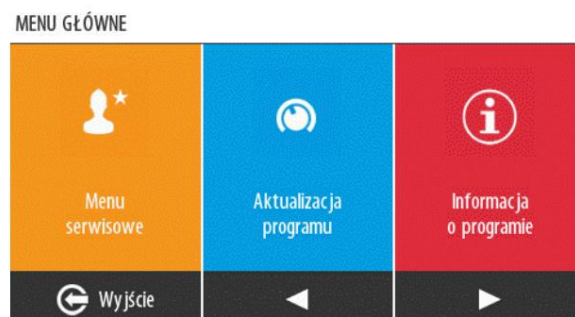 MENU GŁÓWNE
Menu
serwisowe
Aktualizacja
programu
Informacja
o programie
Wyjście